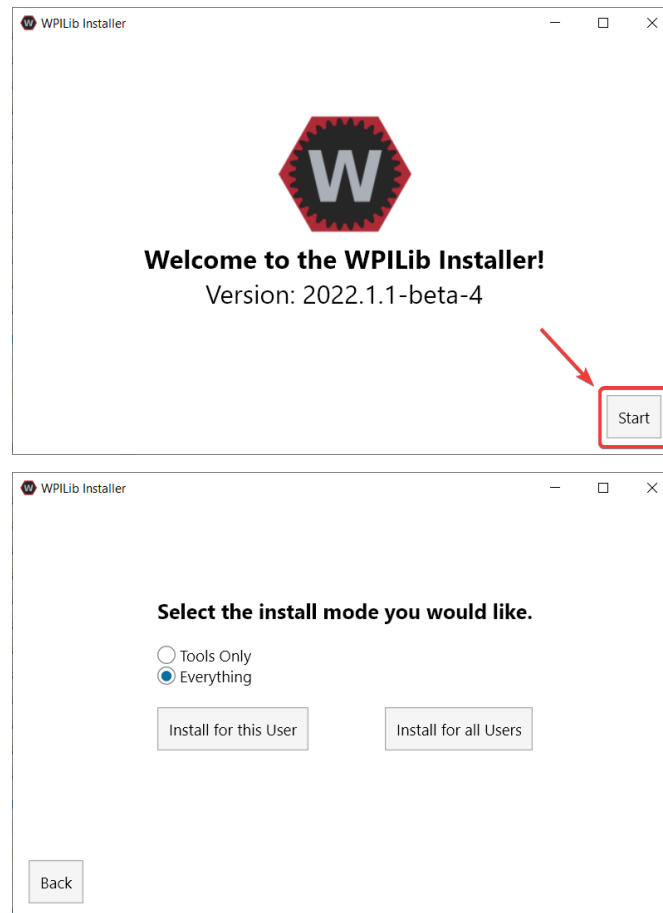 WPILib Installer
W
Welcome to the WPILib Installer!
Version: 2022.1.1-beta-4
Start
WPILib Installer
Select the install mode you would like.
Tools Only
Everything
Install for this User Install for all Users
Back